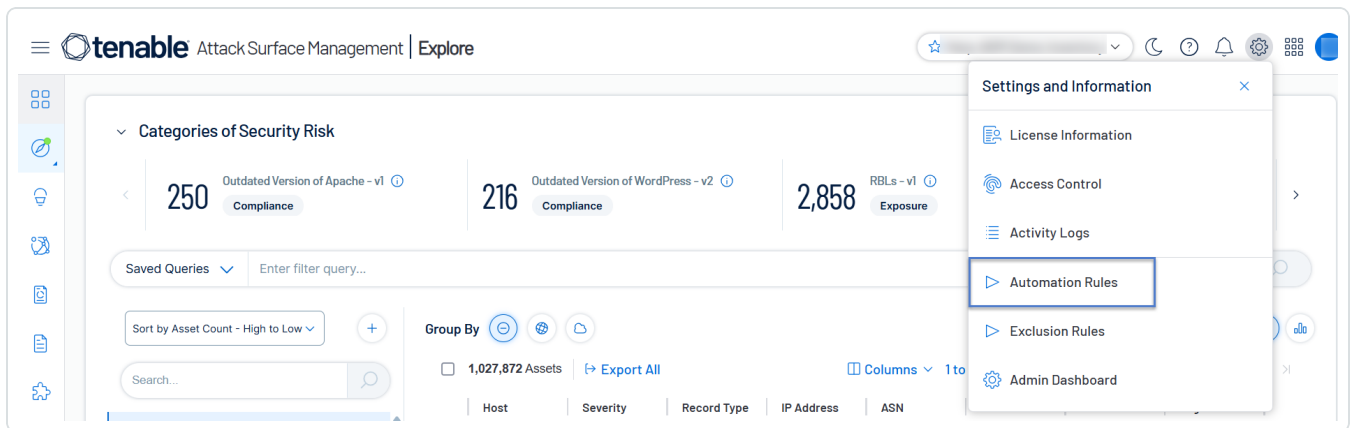 tenable Attack Surface Management | Explore
Settings and Information
License Information
Access Control
Activity Logs
Automation Rules
Exclusion Rules
Admin Dashboard
Categories of Security Risk
250 Outdated Version of Apache - v1
Compliance
216 Outdated Version of WordPress - v2
Compliance
2,858 RBLs - v1
Exposure
Saved Queries
Enter filter query...
Sort by Asset Count - High to Low
Group By
Search...
1,027,872 Assets
Export All
Columns
1 to
Host
Severity
Record Type
IP Address
ASN